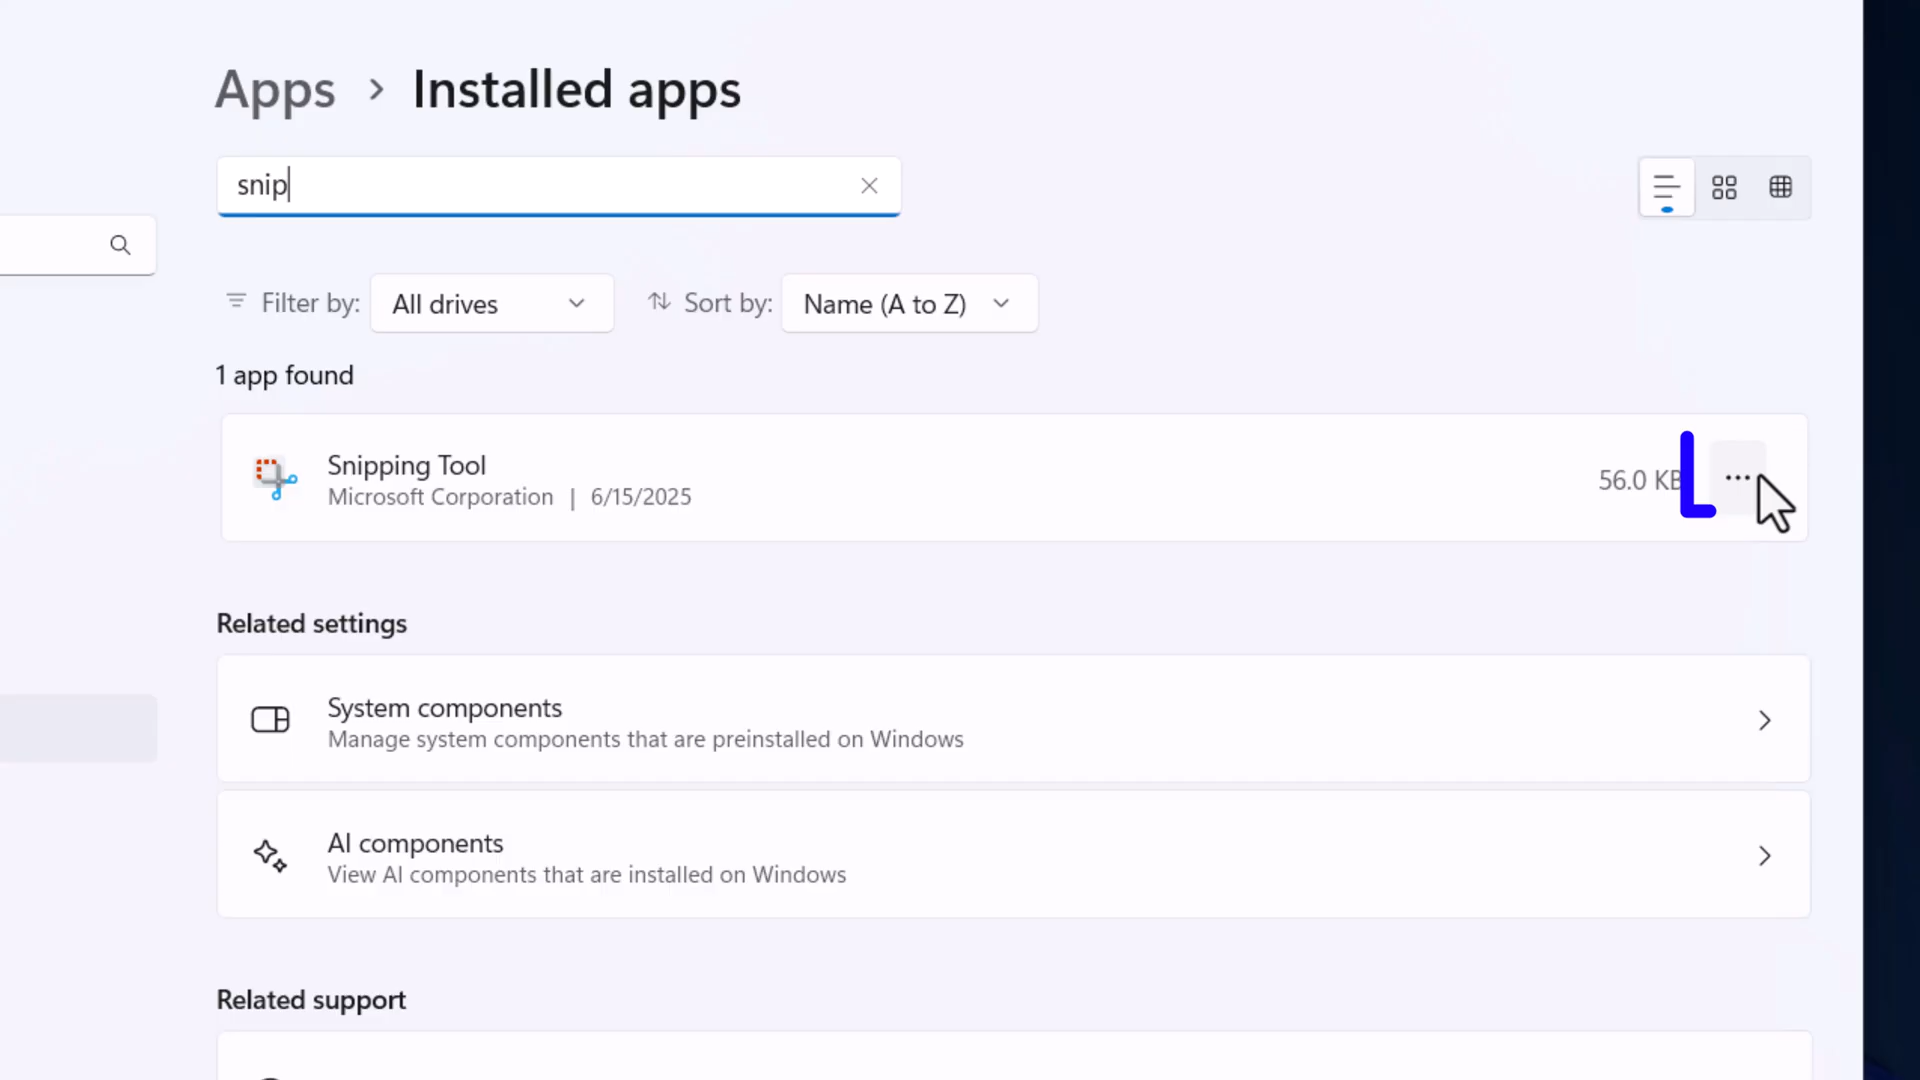 Apps > Installed apps
snip
Filter by: All drives
Sort by: Name (A to Z)
1 app found
Snipping Tool
Microsoft Corporation | 6/15/2025
56.0 KB
Related settings
System components
Manage system components that are preinstalled on Windows
AI components
View AI components that are installed on Windows
Related support